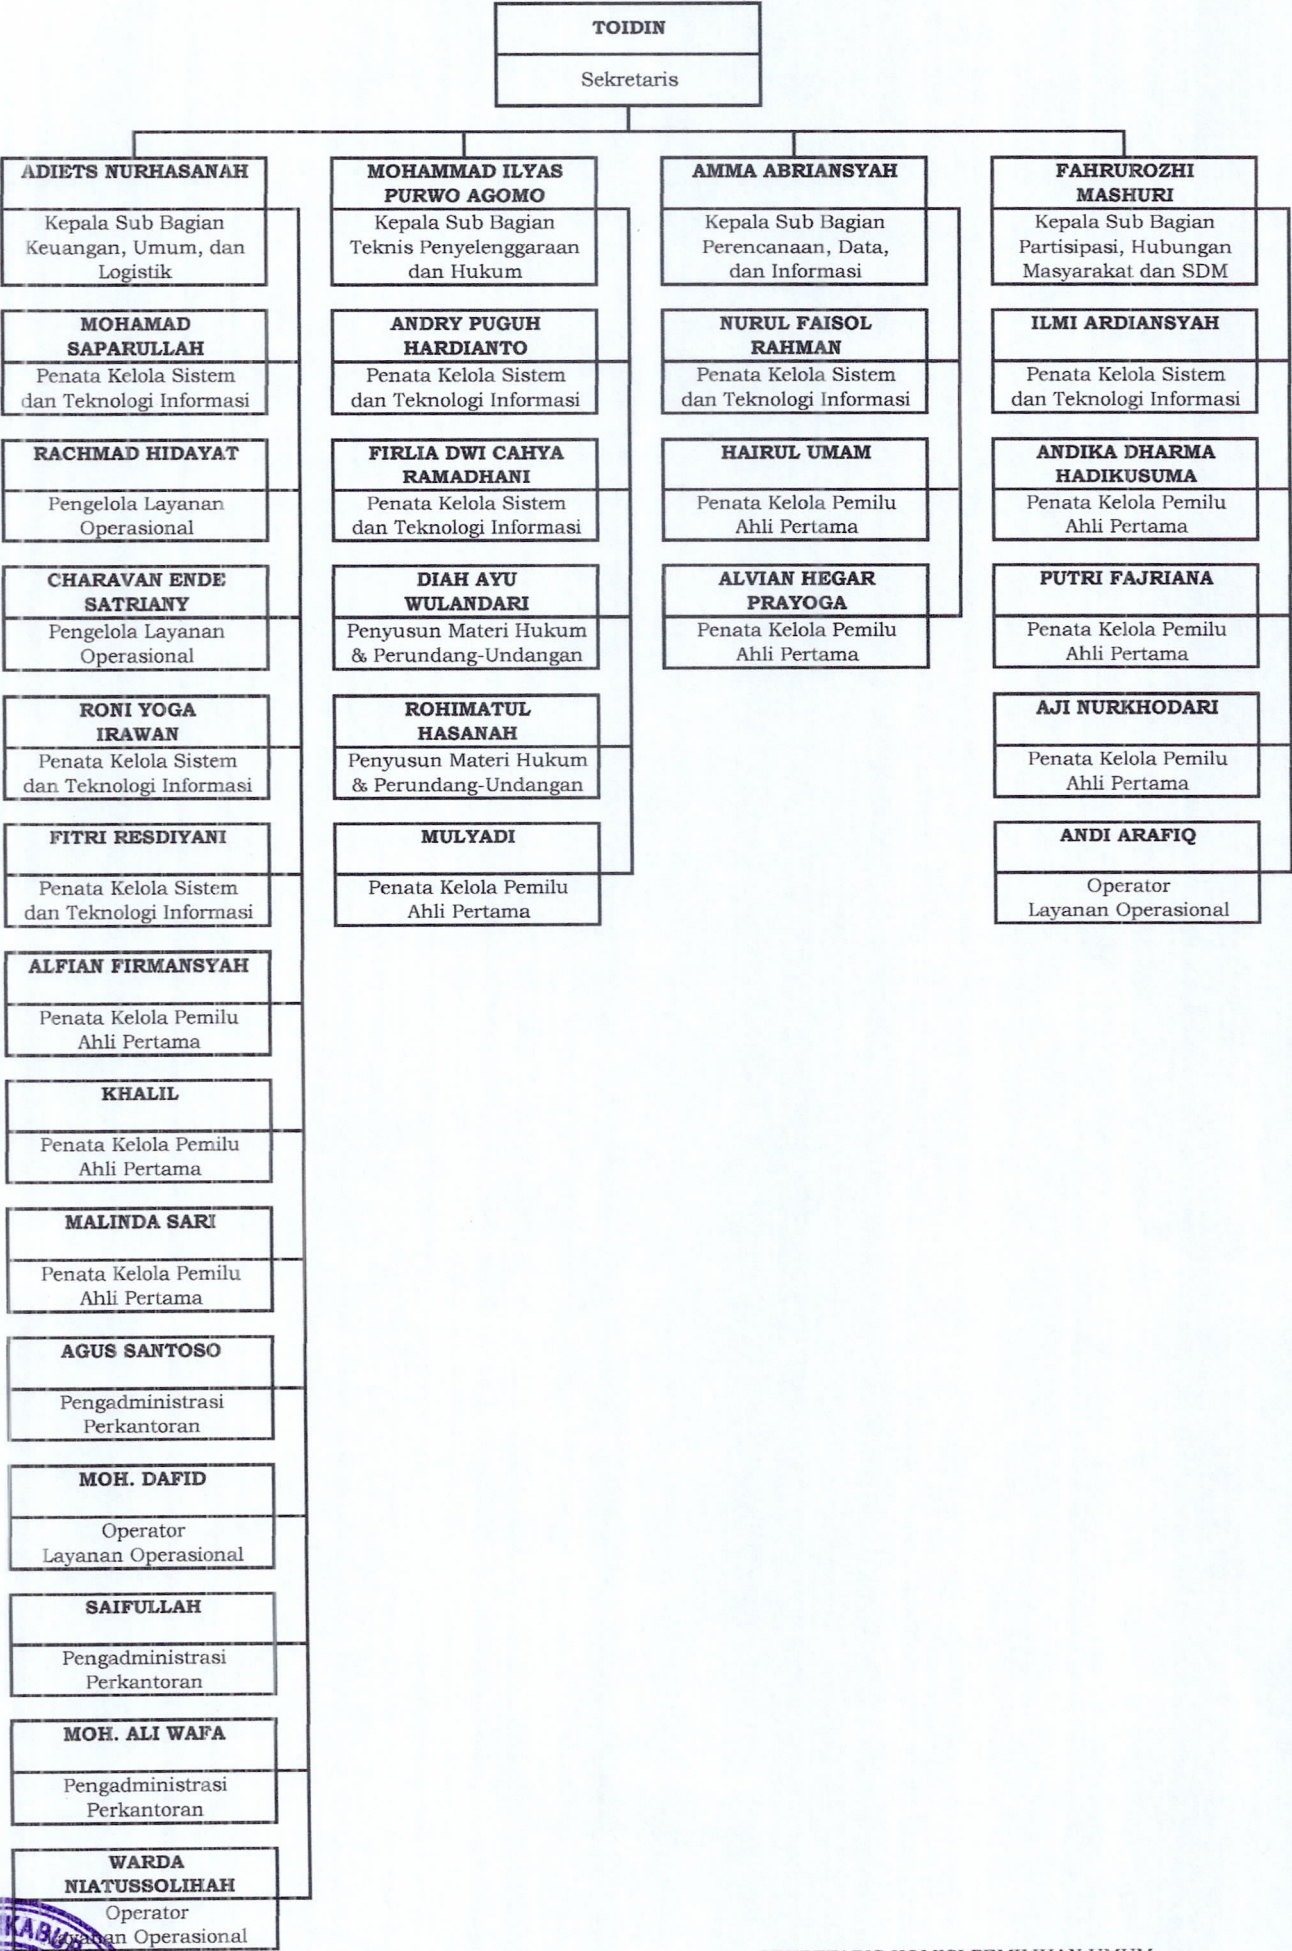 TOIDIN
Sekretaris
ADIETS NURHASANAH
Kepala Sub Bagian
Keuangan, Umum, dan
Logistik
MOHAMAD
SAPARULLAH
Penata Kelola Sistem
dan Teknologi Informasi
RACHMAD HIDAYAT
Pengelola Layanan
Operasional
CHARAVAN ENDE
SATRIANY
Pengelola Layanan
Operasional
RONI YOGA
IRAWAN
Penata Kelola Sistem
dan Teknologi Informasi
FITRI RESDIYANI
Penata Kelola Sistem
dan Teknologi Informasi
ALFIAN FIRMANSYAH
Penata Kelola Pemilu
Ahli Pertama
KHALIL
Penata Kelola Pemilu
Ahli Pertama
MALINDA SARI
Penata Kelola Pemilu
Ahli Pertama
AGUS SANTOSO
Pengadministrasi
Perkantoran
MOH. DAFID
Operator
Layanan Operasional
SAIFULLAH
Pengadministrasi
Perkantoran
MOH. ALI WAFA
Pengadministrasi
Perkantoran
WARDA
NIATUSSOLIHAH
Operator
Layanan Operasional
MOHAMMAD ILYAS
PURWO AGOMO
Kepala Sub Bagian
Teknis Penyelenggaraan
dan Hukum
ANDRY PUGUH
HARDIANTO
Penata Kelola Sistem
dan Teknologi Informasi
FIRLIA DWI CAHYA
RAMADHANI
Penata Kelola Sistem
dan Teknologi Informasi
DIAH AYU
WULANDARI
Penyusun Materi Hukum
& Perundang-Undangan
ROHIMATUL
HASANAH
Penyusun Materi Hukum
& Perundang-Undangan
MULYADI
Penata Kelola Pemilu
Ahli Pertama
AMMA ABRIANSYAH
Kepala Sub Bagian
Perencanaan, Data,
dan Informasi
NURUL FAISOL
RAHMAN
Penata Kelola Sistem
dan Teknologi Informasi
HAIRUL UMAM
Penata Kelola Pemilu
Ahli Pertama
ALVIAN HEGAR
PRAYOGA
Penata Kelola Pemilu
Ahli Pertama
FAHRUROZHI
MASHURI
Kepala Sub Bagian
Partisipasi, Hubungan
Masyarakat dan SDM
ILMI ARDIANSYAH
Penata Kelola Sistem
dan Teknologi Informasi
ANDIKA DHARMA
HADIKUSUMA
Penata Kelola Pemilu
Ahli Pertama
PUTRI FAJRIANA
Penata Kelola Pemilu
Ahli Pertama
AJI NURKHODARI
Penata Kelola Pemilu
Ahli Pertama
ANDI ARAFIQ
Operator
Layanan Operasional
KABUP